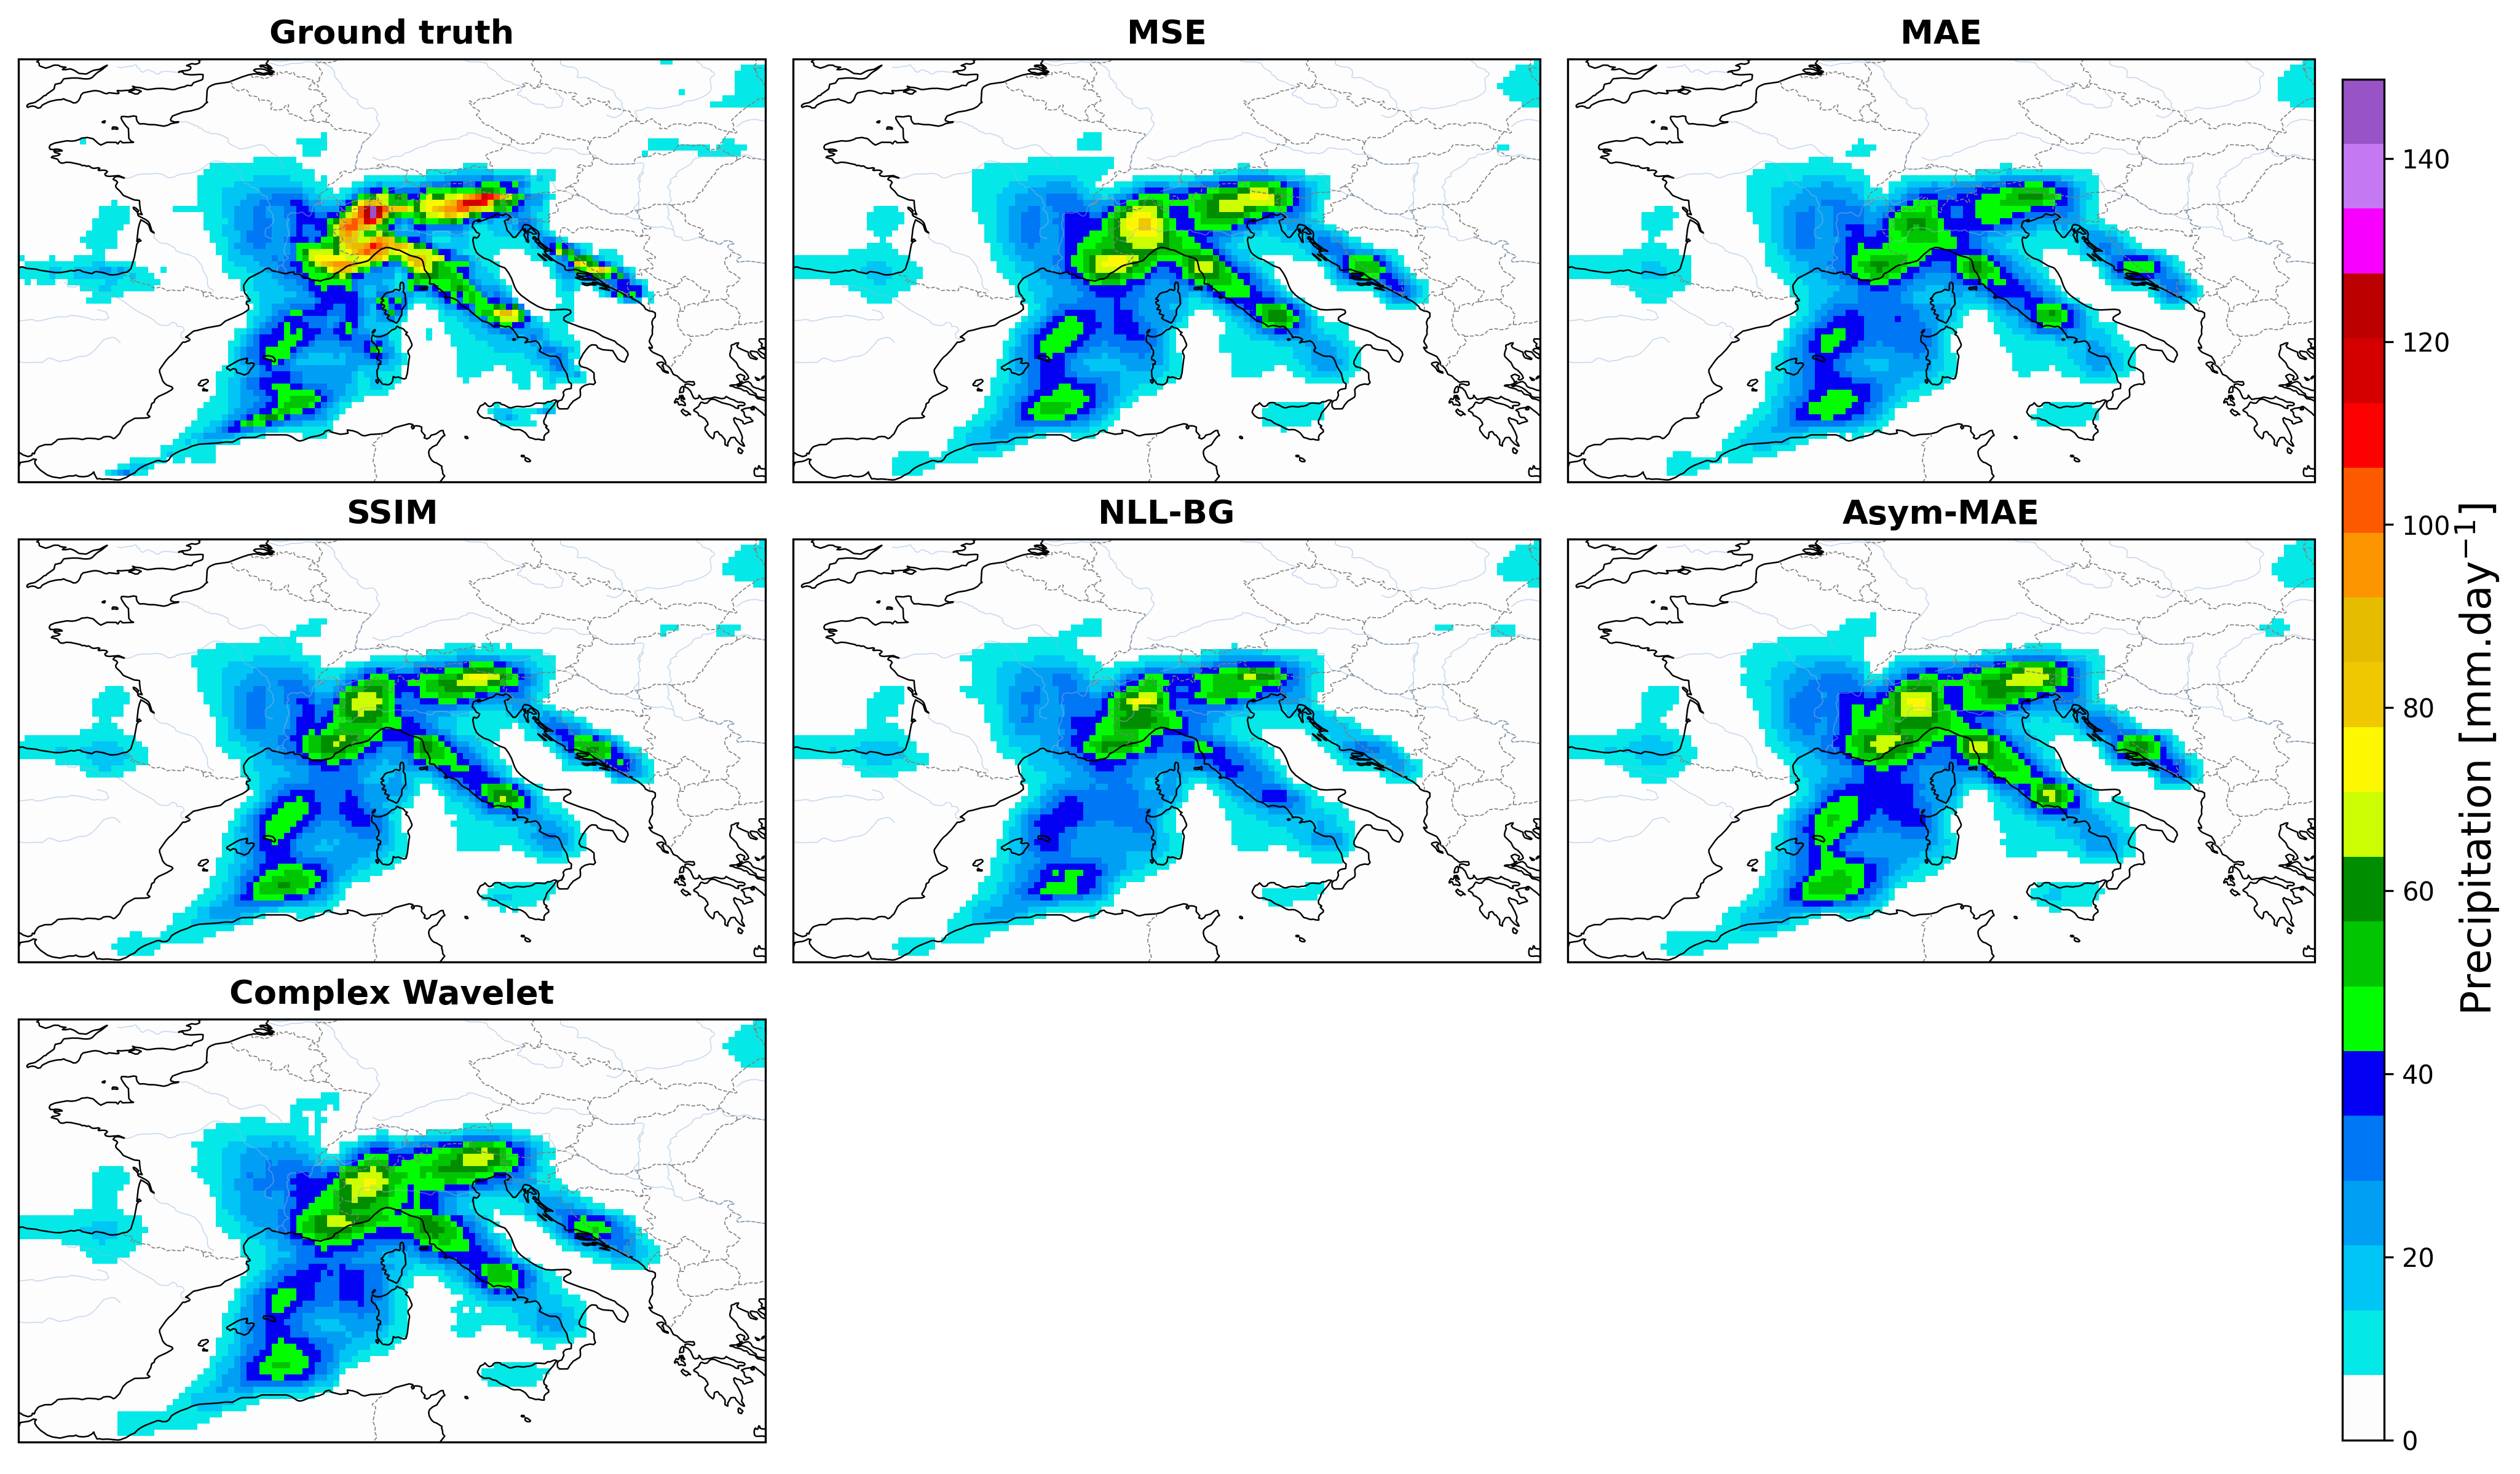 Ground truth
MSE
MAE
SSIM
NLL-BG
Asym-MAE
Complex Wavelet
140
120
100
80
60
40
20
0
Precipitation [mm.day⁻¹]